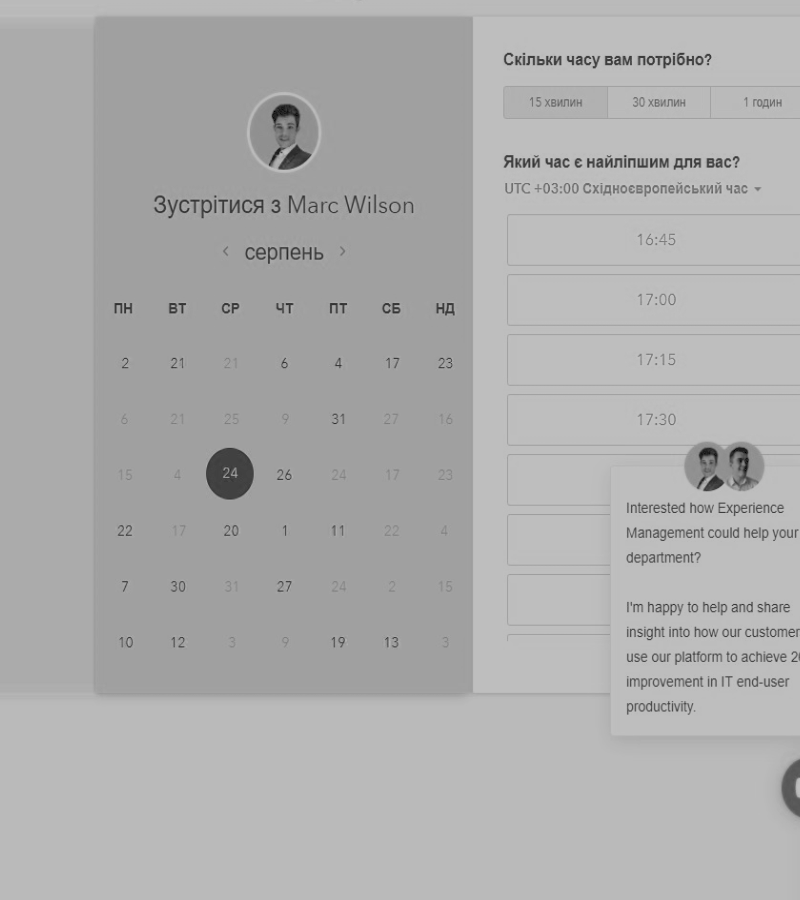 Зустрітися з Marc Wilson
серпень
ПН ВТ СР ЧТ ПТ СБ НД
2 21 21 6 4 17 23
6 21 25 9 31 27 16
15 4 24 26 24 17 23
22 17 20 1 11 22 4
7 30 31 27 24 2 15
10 12 3 9 19 13 3
Скільки часу вам потрібно?
15 хвилин 30 хвилин 1 годин
Який час є найліпшим для вас?
UTC +03:00 Східноєвропейський час
16:45
17:00
17:15
17:30
Interested how Experience
Management could help your
department?
I'm happy to help and share
insight into how our customer
use our platform to achieve
improvement in IT end-user
productivity.